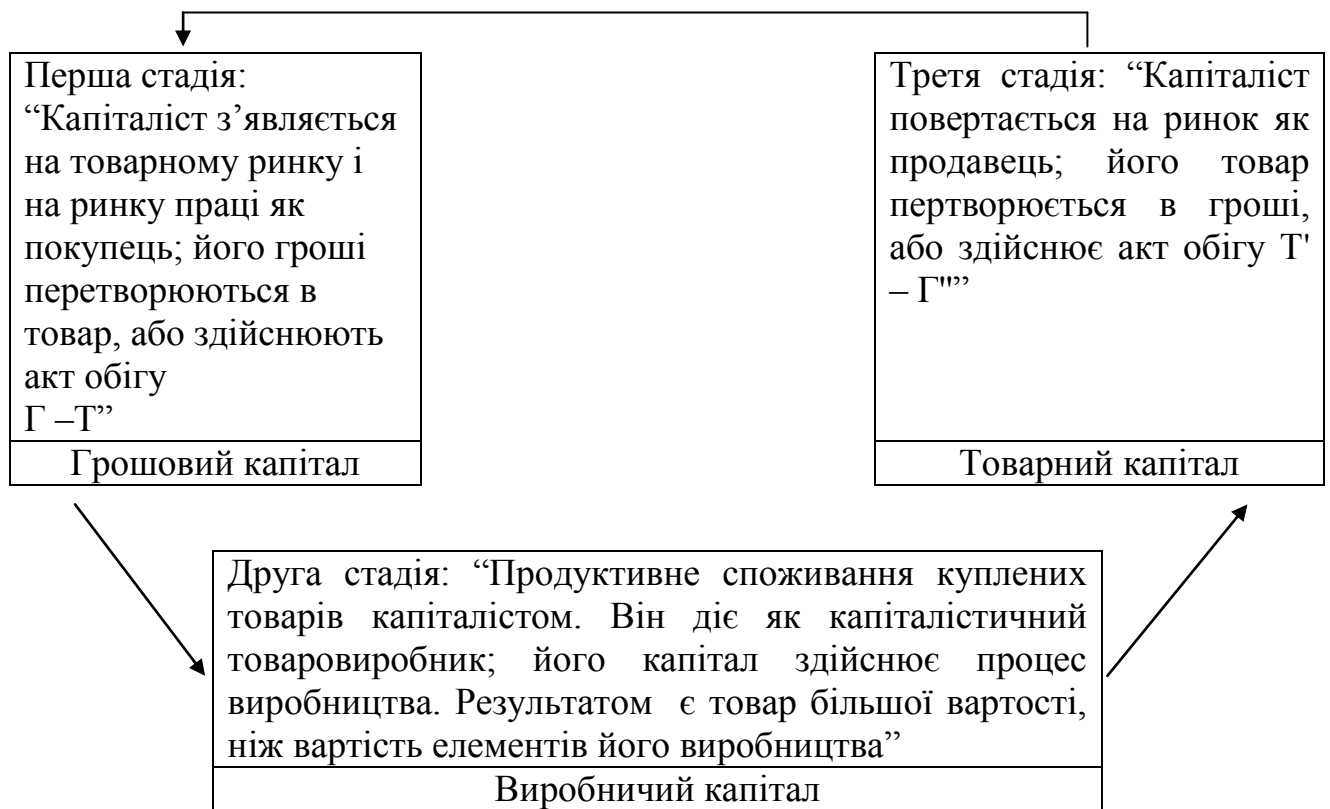 Перша стадія:
“Капіталіст з’являється
на товарному ринку і
на ринку праці як
покупець; його гроші
перетворюються в
товар, або здійснюють
акт обігу
Г –Т”
Грошовий капітал
Третя стадія: “Капіталіст
повертається на ринок як
продавець; його товар
пертворюється в гроші,
або здійснює акт обігу Т'
– Г'"”
Товарний капітал
Друга стадія: “Продуктивне споживання куплених
товарів капіталістом. Він діє як капіталістичний
товаровиробник; його капітал здійснює процес
виробництва. Результатом є товар більшої вартості,
ніж вартість елементів його виробництва”
Виробничий капітал